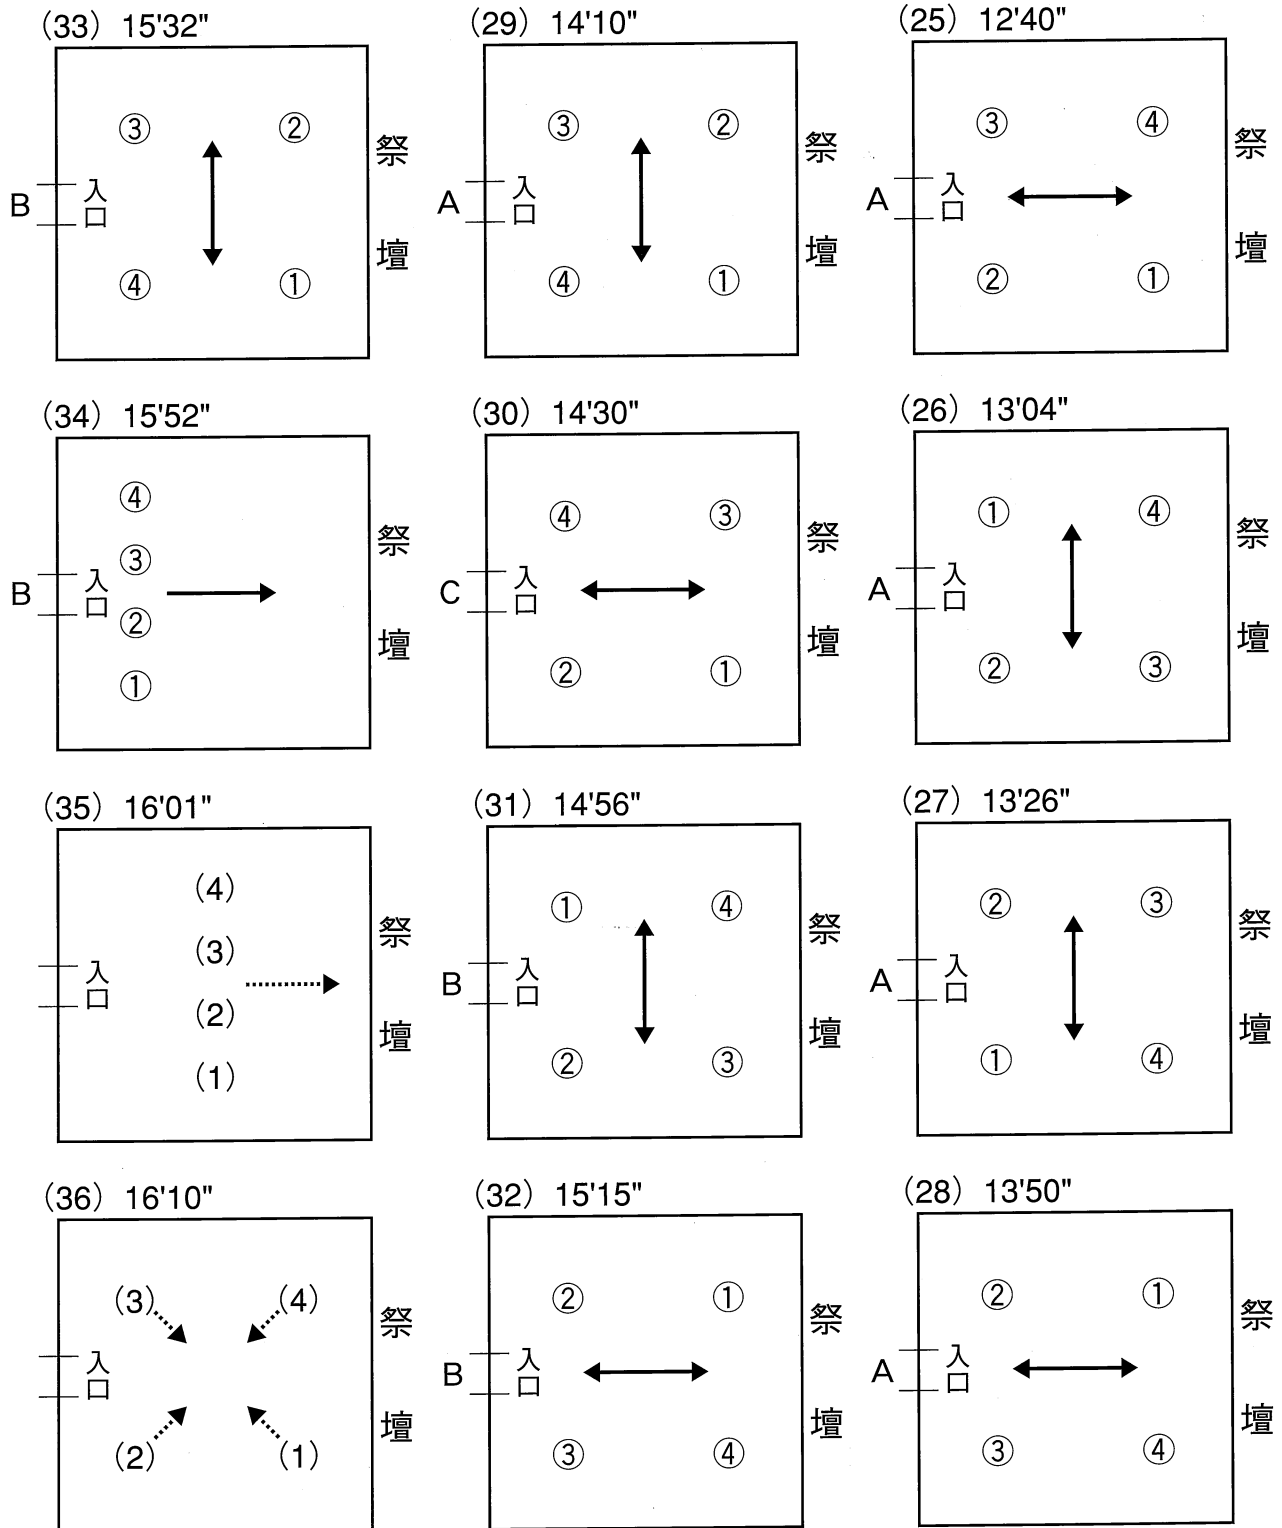 (25) 12'40"
③ ④
A
入口
② ①
祭壇
(26) 13'04"
① ④
A
入口
② ③
祭壇
(27) 13'26"
② ③
A
入口
① ④
祭壇
(28) 13'50"
② ①
A
入口
③ ④
祭壇
(29) 14'10"
③ ②
A
入口
④ ①
祭壇
(30) 14'30"
④ ③
C
入口
② ①
祭壇
(31) 14'56"
① ④
B
入口
② ③
祭壇
(32) 15'15"
② ①
B
入口
③ ④
祭壇
(33) 15'32"
③ ②
B
入口
④ ①
祭壇
(34) 15'52"
④
③
B
入口
②
①
祭壇
(35) 16'01"
(4)
(3)
入口
(2)
(1)
祭壇
(36) 16'10"
(3) (4)
入口
(2) (1)
祭壇